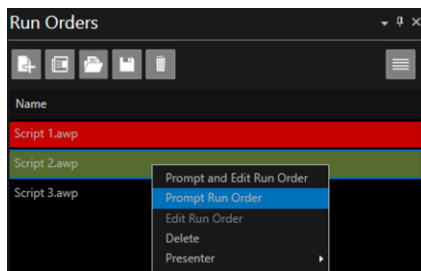 Run Orders
Name
Script 1.awp
Script 2.awp
Script 3.awp
Prompt and Edit Run Order
Prompt Run Order
Edit Run Order
Delete
Presenter